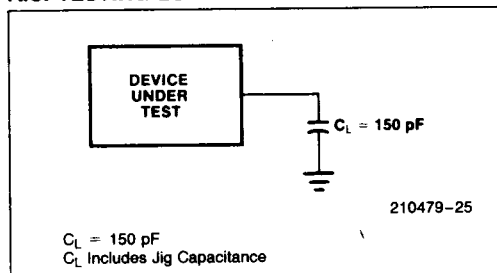 DEVICE
UNDER
TEST
C_L = 150 pF
210479-25
C_L = 150 pF
C_L Includes Jig Capacitance